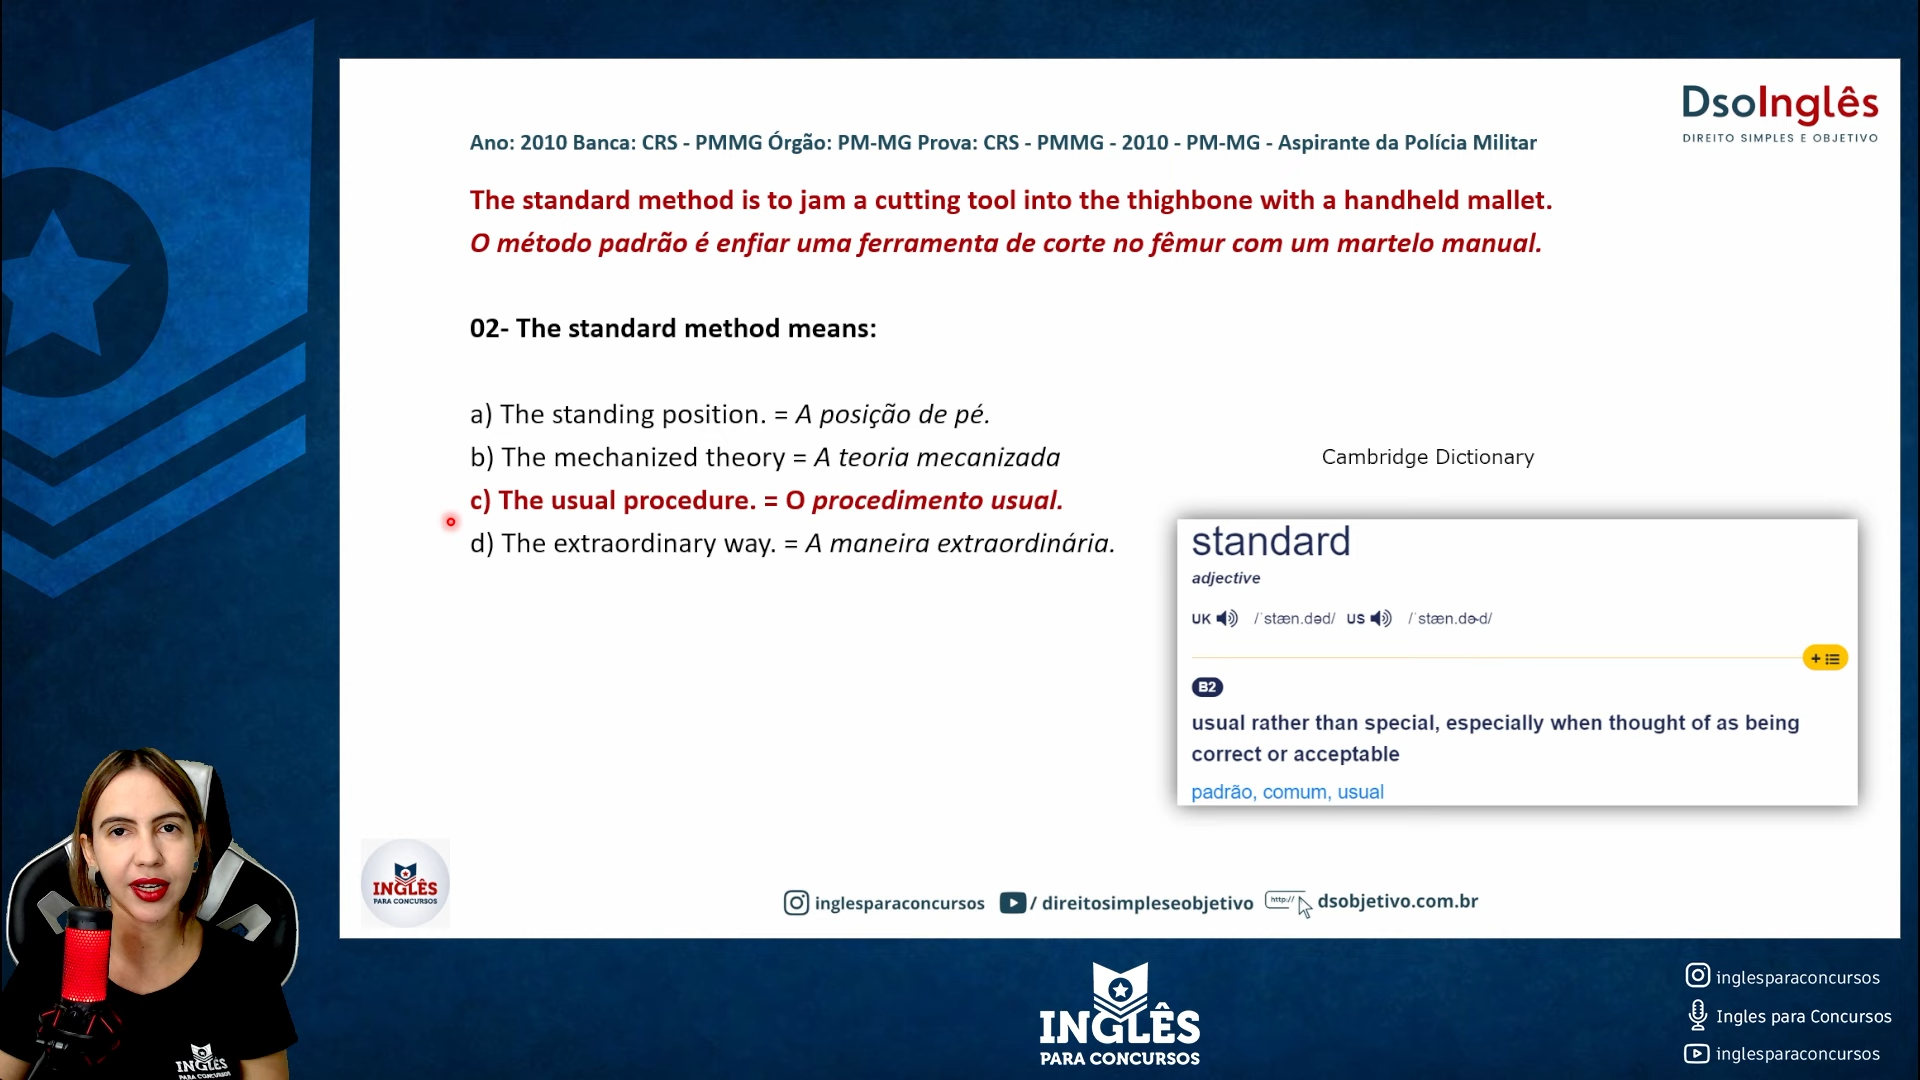 DsoInglês
DIREITO SIMPLES E OBJETIVO
Ano: 2010 Banca: CRS - PMMG Órgão: PM-MG Prova: CRS - PMMG - 2010 - PM-MG - Aspirante da Polícia Militar
The standard method is to jam a cutting tool into the thighbone with a handheld mallet.
O método padrão é enfiar uma ferramenta de corte no fêmur com um martelo manual.
02- The standard method means:
a) The standing position. = A posição de pé.
b) The mechanized theory = A teoria mecanizada
c) The usual procedure. = O procedimento usual.
d) The extraordinary way. = A maneira extraordinária.
Cambridge Dictionary
standard
adjective
UK /ˈstæn.dəd/ US /ˈstæn.dɚd/
B2
usual rather than special, especially when thought of as being
correct or acceptable
padrão, comum, usual
INGLÊS
PARA CONCURSOS
inglesparaconcursos / direitosimpleseobjetivo http:// dsobjetivo.com.br
INGLÊS
PARA CONCURSOS
INGLÊS
PARA CONCURSOS
inglesparaconcursos
Ingles para Concursos
inglesparaconcursos